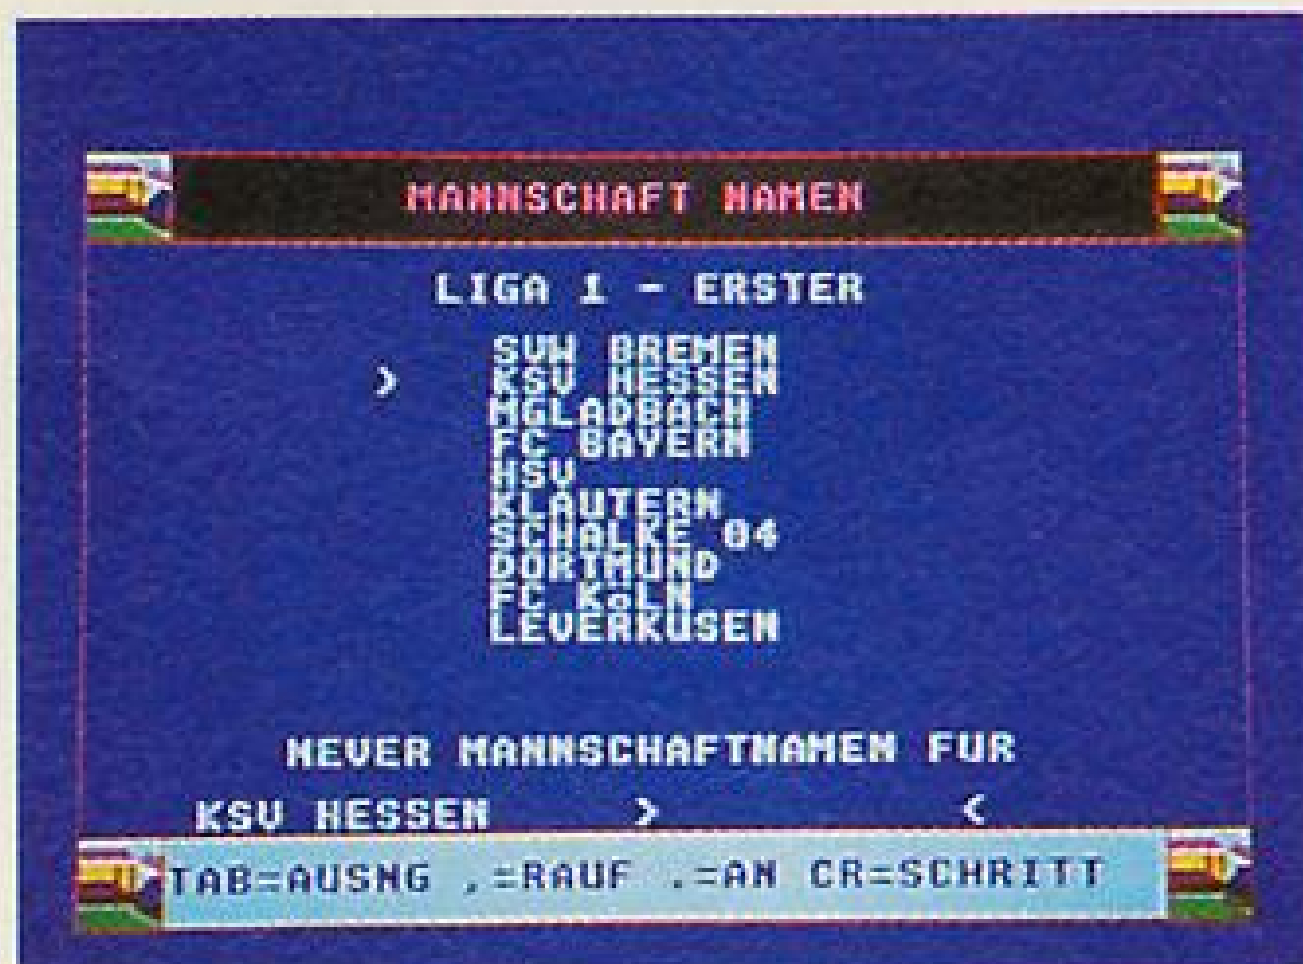 MANNSCHAFT NAMEN
LIGA 1 - ERSTER
SVW BREMEN
> KSV HESSEN
MGLADBACH
FC BAYERN
HSV
KLAUTERN
SCHALKE 04
DORTMUND
FC KöLN
LEVERKUSEN
NEUER MANNSCHAFTNAMEN FUR
KSV HESSEN > <
TAB=AUSNG ,=RAUF .=AN CR=SCHRITT